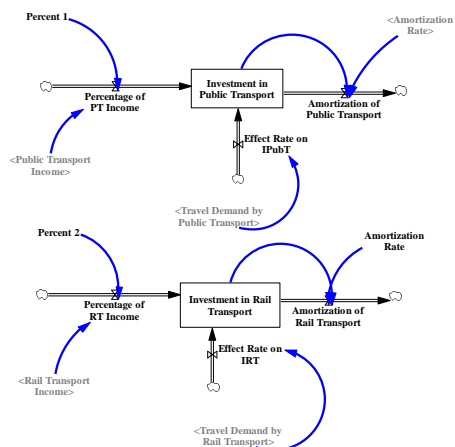 Percent 1
<Amortization
Rate>
Investment in
Public Transport
Percentage of
PT Income
Amortization of
Public Transport
Effect Rate on
IPubT
<Public Transport
Income>
<Travel Demand by
Public Transport>
Percent 2
Amortization
Rate
Investment in Rail
Transport
Percentage of
RT Income
Amortization of
Rail Transport
Effect Rate on
IRT
<Rail Transport
Income>
<Travel Demand by
Rail Transport>